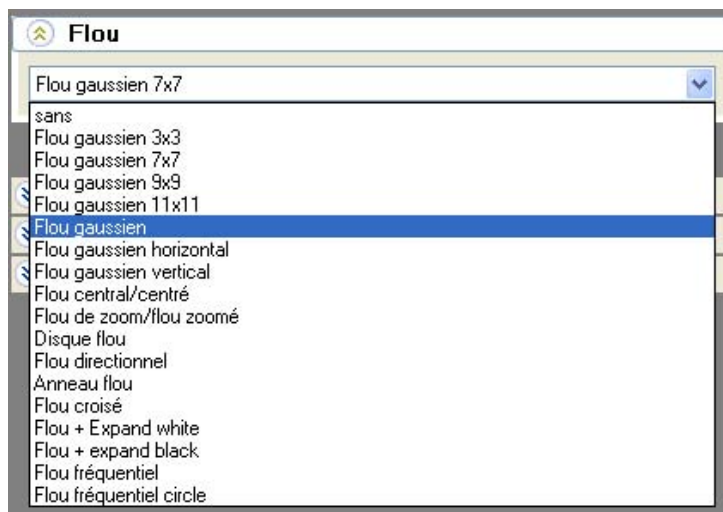 Flou
Flou gaussien 7x7
sans
Flou gaussien 3x3
Flou gaussien 7x7
Flou gaussien 9x9
Flou gaussien 11x11
Flou gaussien
Flou gaussien horizontal
Flou gaussien vertical
Flou central/centré
Flou de zoom/flou zoomé
Disque flou
Flou directionnel
Anneau flou
Flou croisé
Flou + Expand white
Flou + expand black
Flou fréquentiel
Flou fréquentiel circle